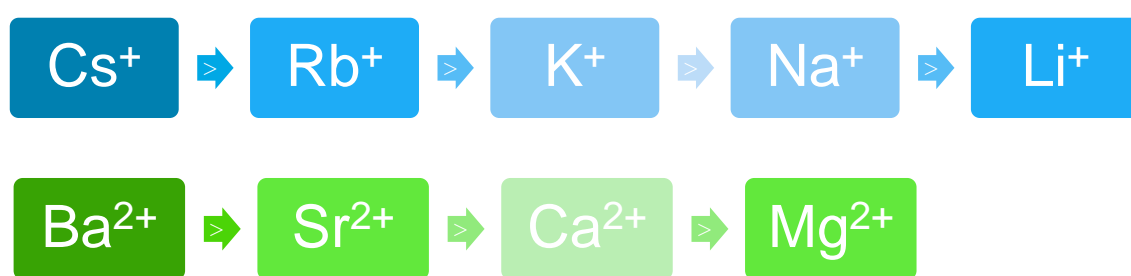 Cs⁺ > Rb⁺ > K⁺ > Na⁺ > Li⁺
Ba²⁺ > Sr²⁺ > Ca²⁺ > Mg²⁺